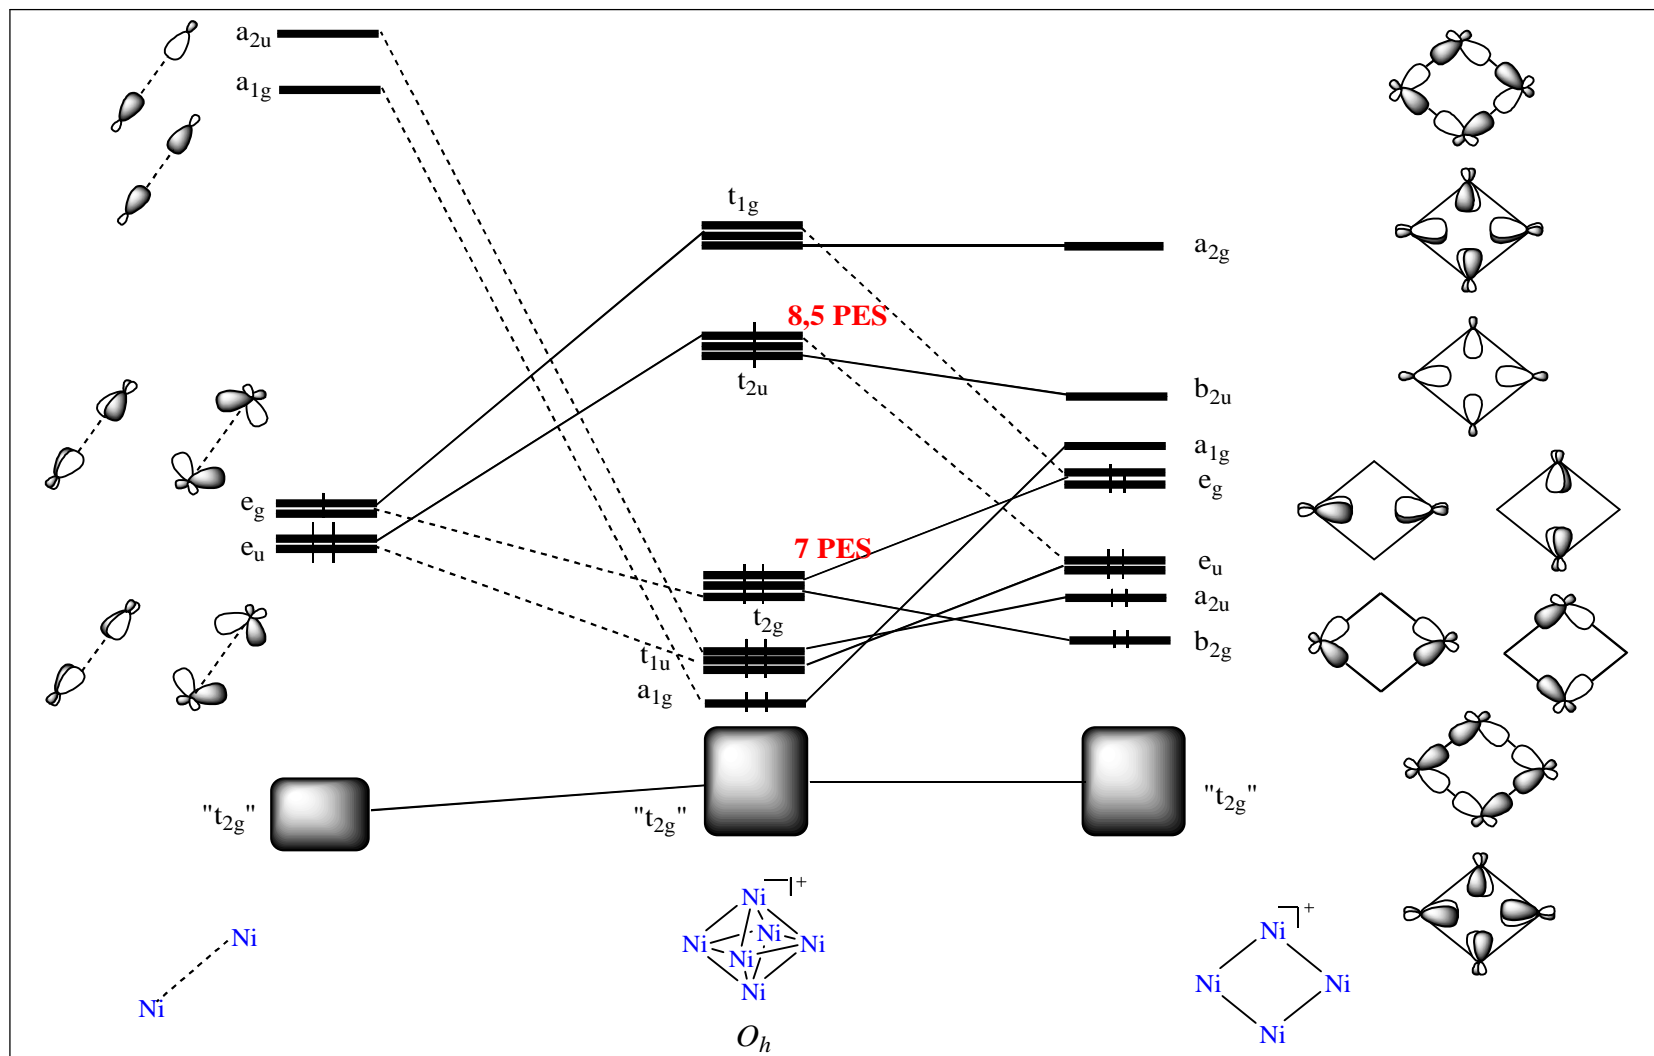 a2u
a1g
t1g
a2g
8,5 PES
t2u
b2u
a1g
eg
eg
eu
7 PES
eu
t2g
a2u
t1u
b2g
a1g
"t2g"
"t2g"
"t2g"
Ni
Ni
Ni +
Ni Ni Ni
Ni
Ni
Ni +
Ni Ni
Ni
Oh